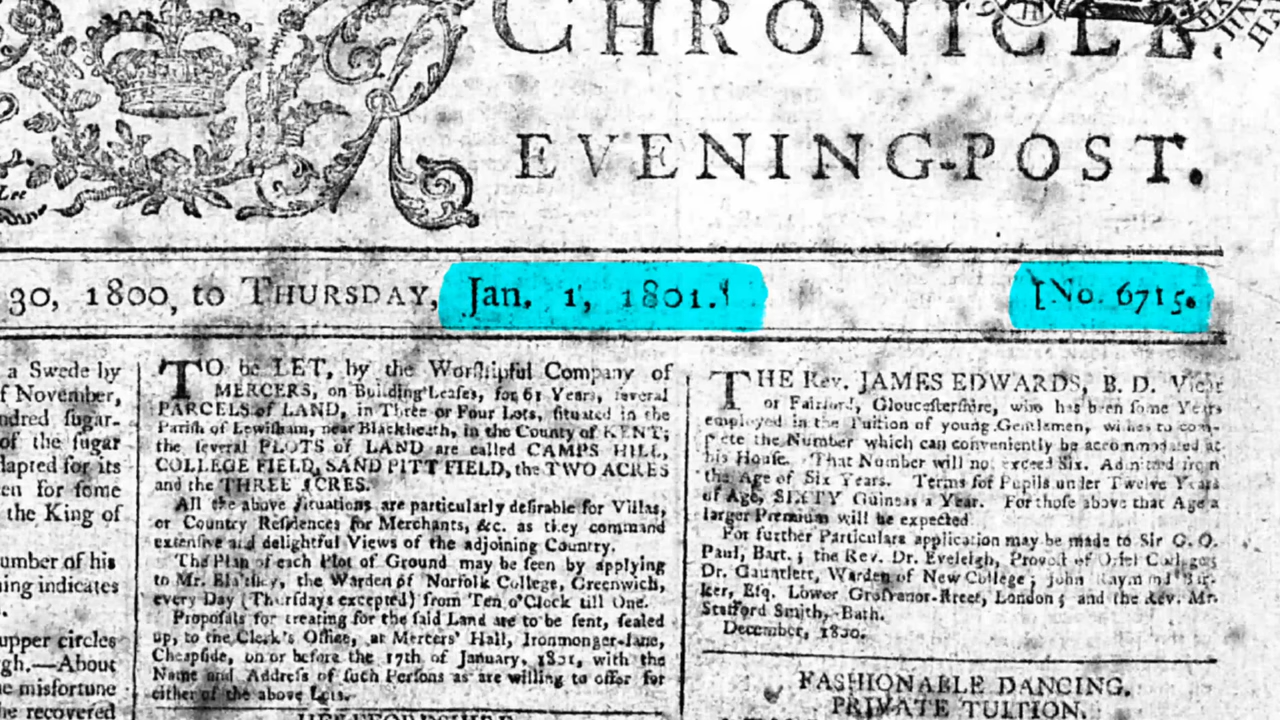 CHRONICLE.
EVENING-POST.
30, 1800, to THURSDAY, Jan. 1, 1801.
[No. 6715.
a Swede by
f November,
ndred sugar-
of the sugar
dapted for its
en for some
the King of
umber of his
ing indicates
upper circles
gh.—About
e misfortune
he recovered
TO be LET, by the Worshipful Company of
MERCERS, on Building Leases, for 61 Years, several
PARCELS of LAND, in Three or Four Lots, situated in the
Parish of Lewisham, near Blackheath, in the County of KENT;
the several PLOTS of LAND are called CAMPS HILL,
COLLEGE FIELD, SAND PITT FIELD, the TWO ACRES
and the THREE ACRES.
All the above Situations are particularly desirable for Villas,
or Country Residences for Merchants, &c. as they command
extensive and delightful Views of the adjoining Country.
The Plan of each Plot of Ground may be seen by applying
to Mr. the Warden of Norfolk College, Greenwich,
every Day (Thursdays excepted) from Ten o'Clock till One.
Proposals for treating for the said Land are to be sent, sealed
up, to the Clerk's Office, at Mercers' Hall, Ironmonger-lane,
Cheapside, on or before the 17th of January, 1801, with the
Name and Address of such Persons as are willing to offer for
either of the above Lots.
THE Rev. JAMES EDWARDS, B. D. Vicar
of Fairford, Gloucestershire, who has been some Years
employed in the Tuition of young Gentlemen, wishes to com-
plete the Number which can conveniently be accommodated at
his House. That Number will not exceed Six. Admitted from
the Age of Six Years. Terms for Pupils under Twelve Years
of Age, SIXTY Guineas a Year. For those above that Age a
larger Premium will be expected.
For further Particulars application may be made to Sir G. O.
Paul, Bart.; the Rev. Dr. Eveleigh, Provost of Oriel College;
Dr. Gauntlett, Warden of New College; John Raymond Bar-
ker, Esq. Lower Grosvenor-street, London; and the Rev. Mr.
Stafford Smith, Bath.
December, 1800.
FASHIONABLE DANCING.
PRIVATE TUITION.